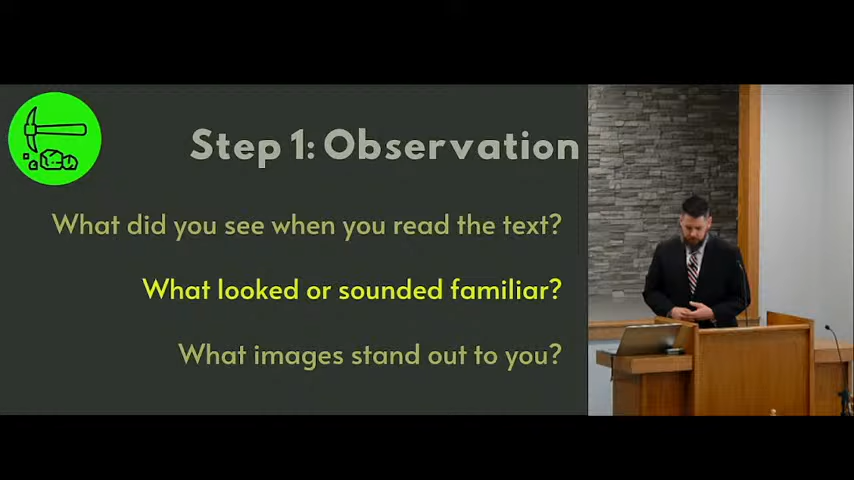 Step 1: Observation
What did you see when you read the text?
What looked or sounded familiar?
What images stand out to you?